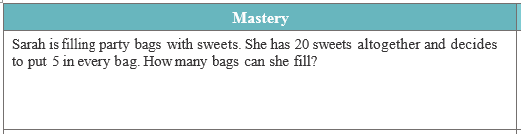 Mastery
Sarah is filling party bags with sweets. She has 20 sweets altogether and decides
to put 5 in every bag. How many bags can she fill?